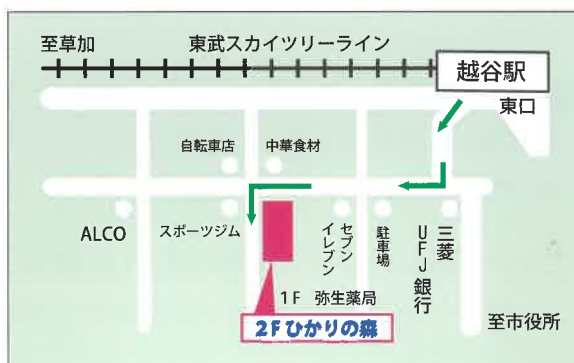 至草加
東武スカイツリーライン
越谷駅
東口
自転車店
中華食材
ALCO
スポーツジム
セブン
イレブン
駐車場
三菱
UFJ銀行
1F 弥生薬局
2Fひかりの森
至市役所